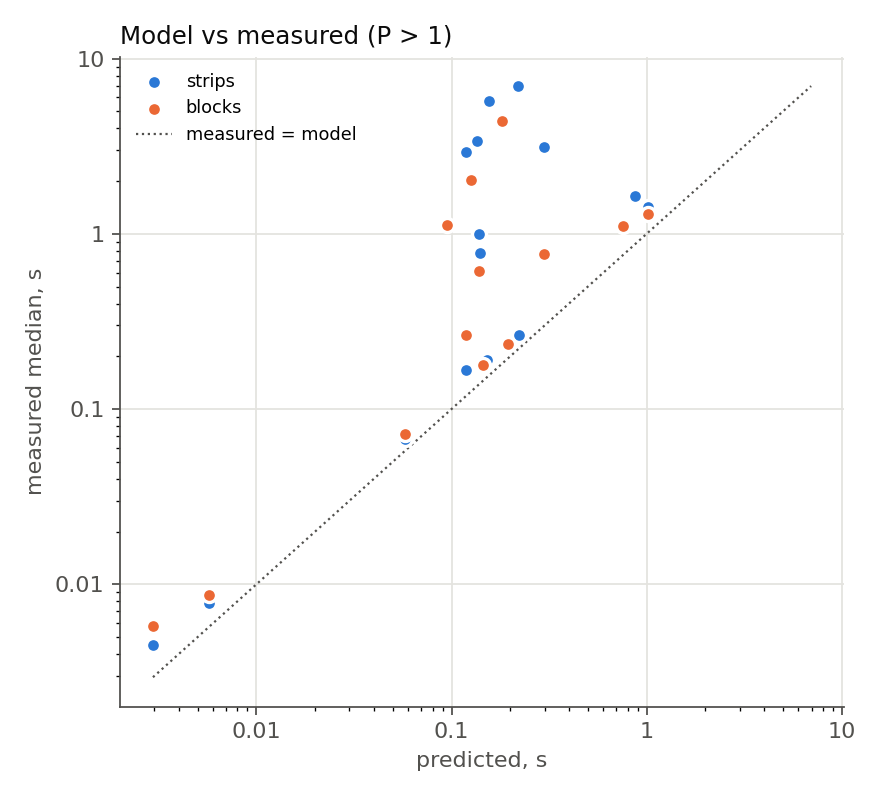 Model vs measured (P > 1)
strips
blocks
measured = model
10
1
0.1
0.01
measured median, s
0.01
0.1
1
10
predicted, s